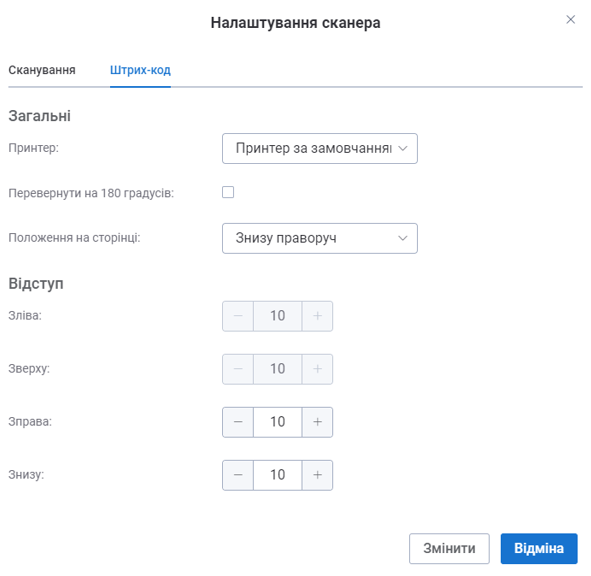 Налаштування сканера
Сканування Штрих-код
Загальні
Принтер: Принтер за замовчання
Перевернути на 180 градусів:
Положення на сторінці: Знизу праворуч
Відступ
Зліва: − 10 +
Зверху: − 10 +
Зправа: − 10 +
Знизу: − 10 +
Змінити Відміна